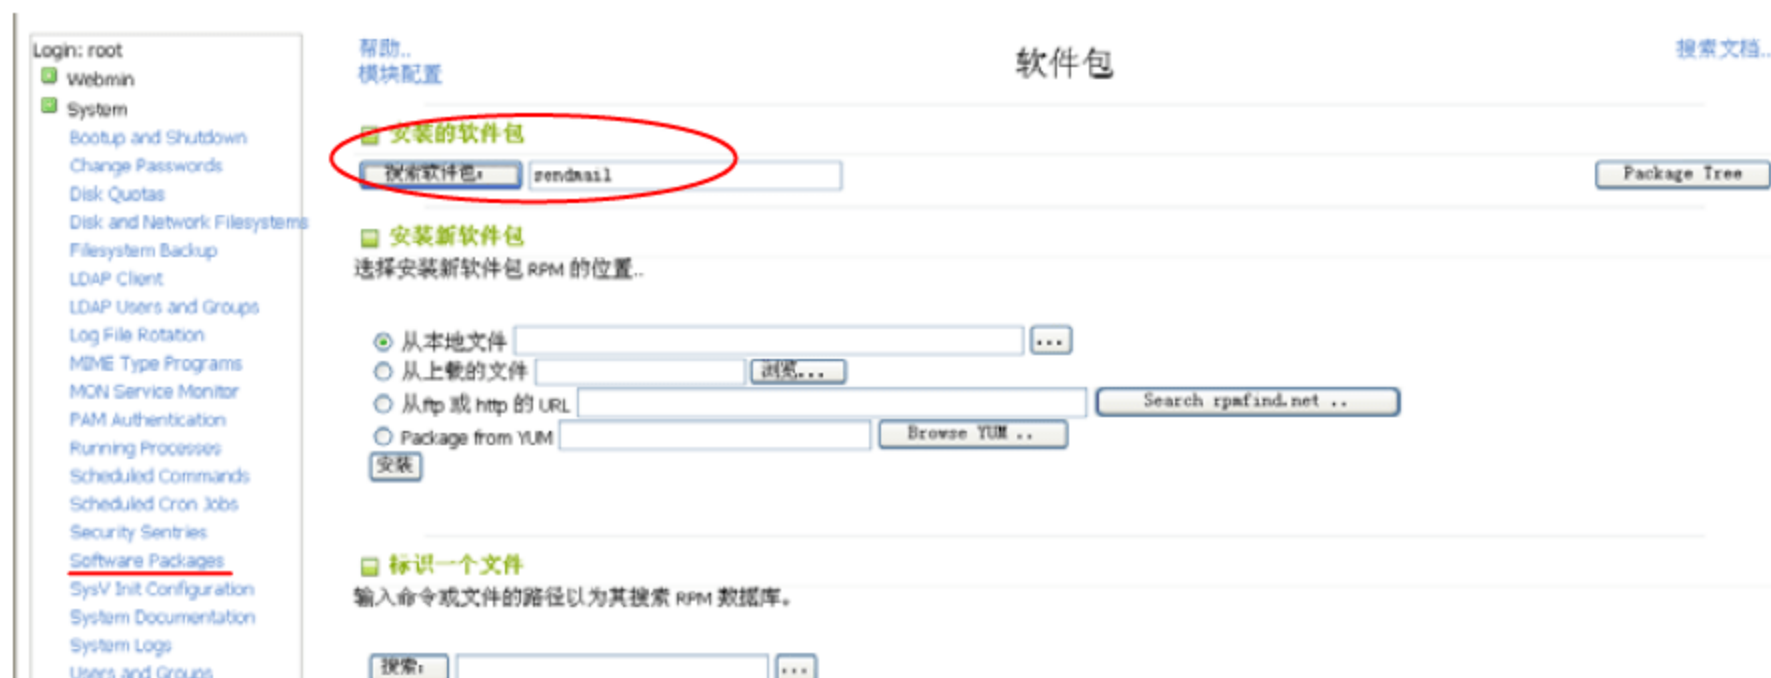 Login: root
Webmin
System
Bootup and Shutdown
Change Passwords
Disk Quotas
Disk and Network Filesystems
Filesystem Backup
LDAP Client
LDAP Users and Groups
Log File Rotation
MIME Type Programs
MON Service Monitor
PAM Authentication
Running Processes
Scheduled Commands
Scheduled Cron Jobs
Security Sentries
Software Packages
SysV Init Configuration
System Documentation
System Logs
Users and Groups
帮助..
模块配置
软件包
搜索文档..
安装的软件包
搜索软件包: sendmail Package Tree
安装新软件包
选择安装新软件包 RPM 的位置..
从本地文件 ...
从上载的文件 浏览...
从ftp 或 http 的 URL Search rpmfind.net ..
Package from YUM Browse YUM ..
安装
标识一个文件
输入命令或文件的路径以为其搜索 RPM 数据库。
搜索: ...